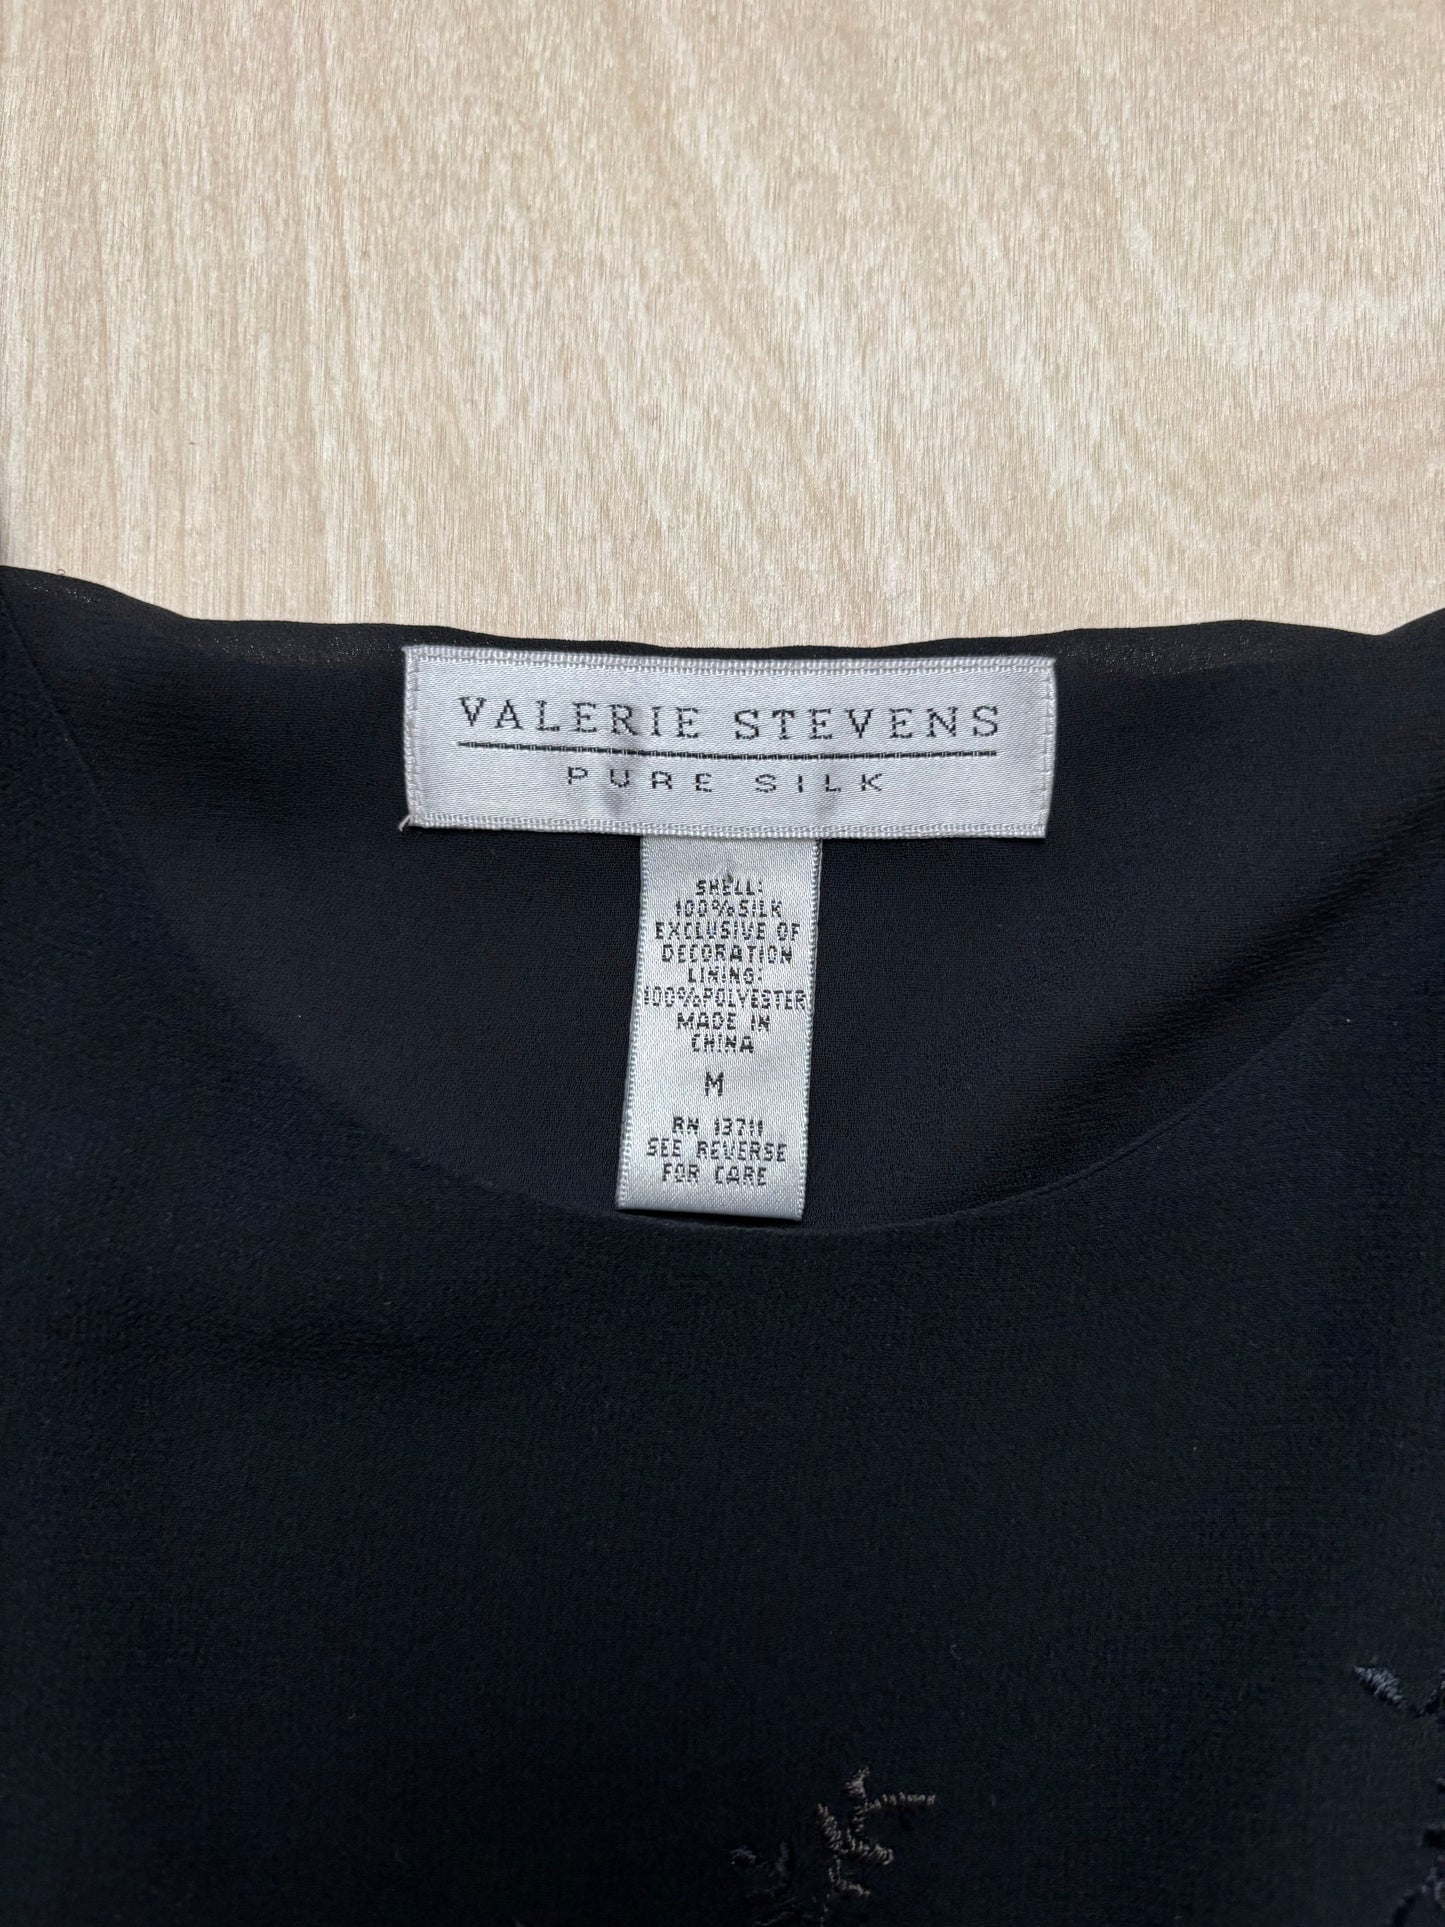 VALERIE STEVENS
PURE SILK
SHELL:
100%SILK
EXCLUSIVE OF
DECORATION
LINING:
100%POLYESTER
MADE IN
CHINA
M
RN 13711
SEE REVERSE
FOR CARE